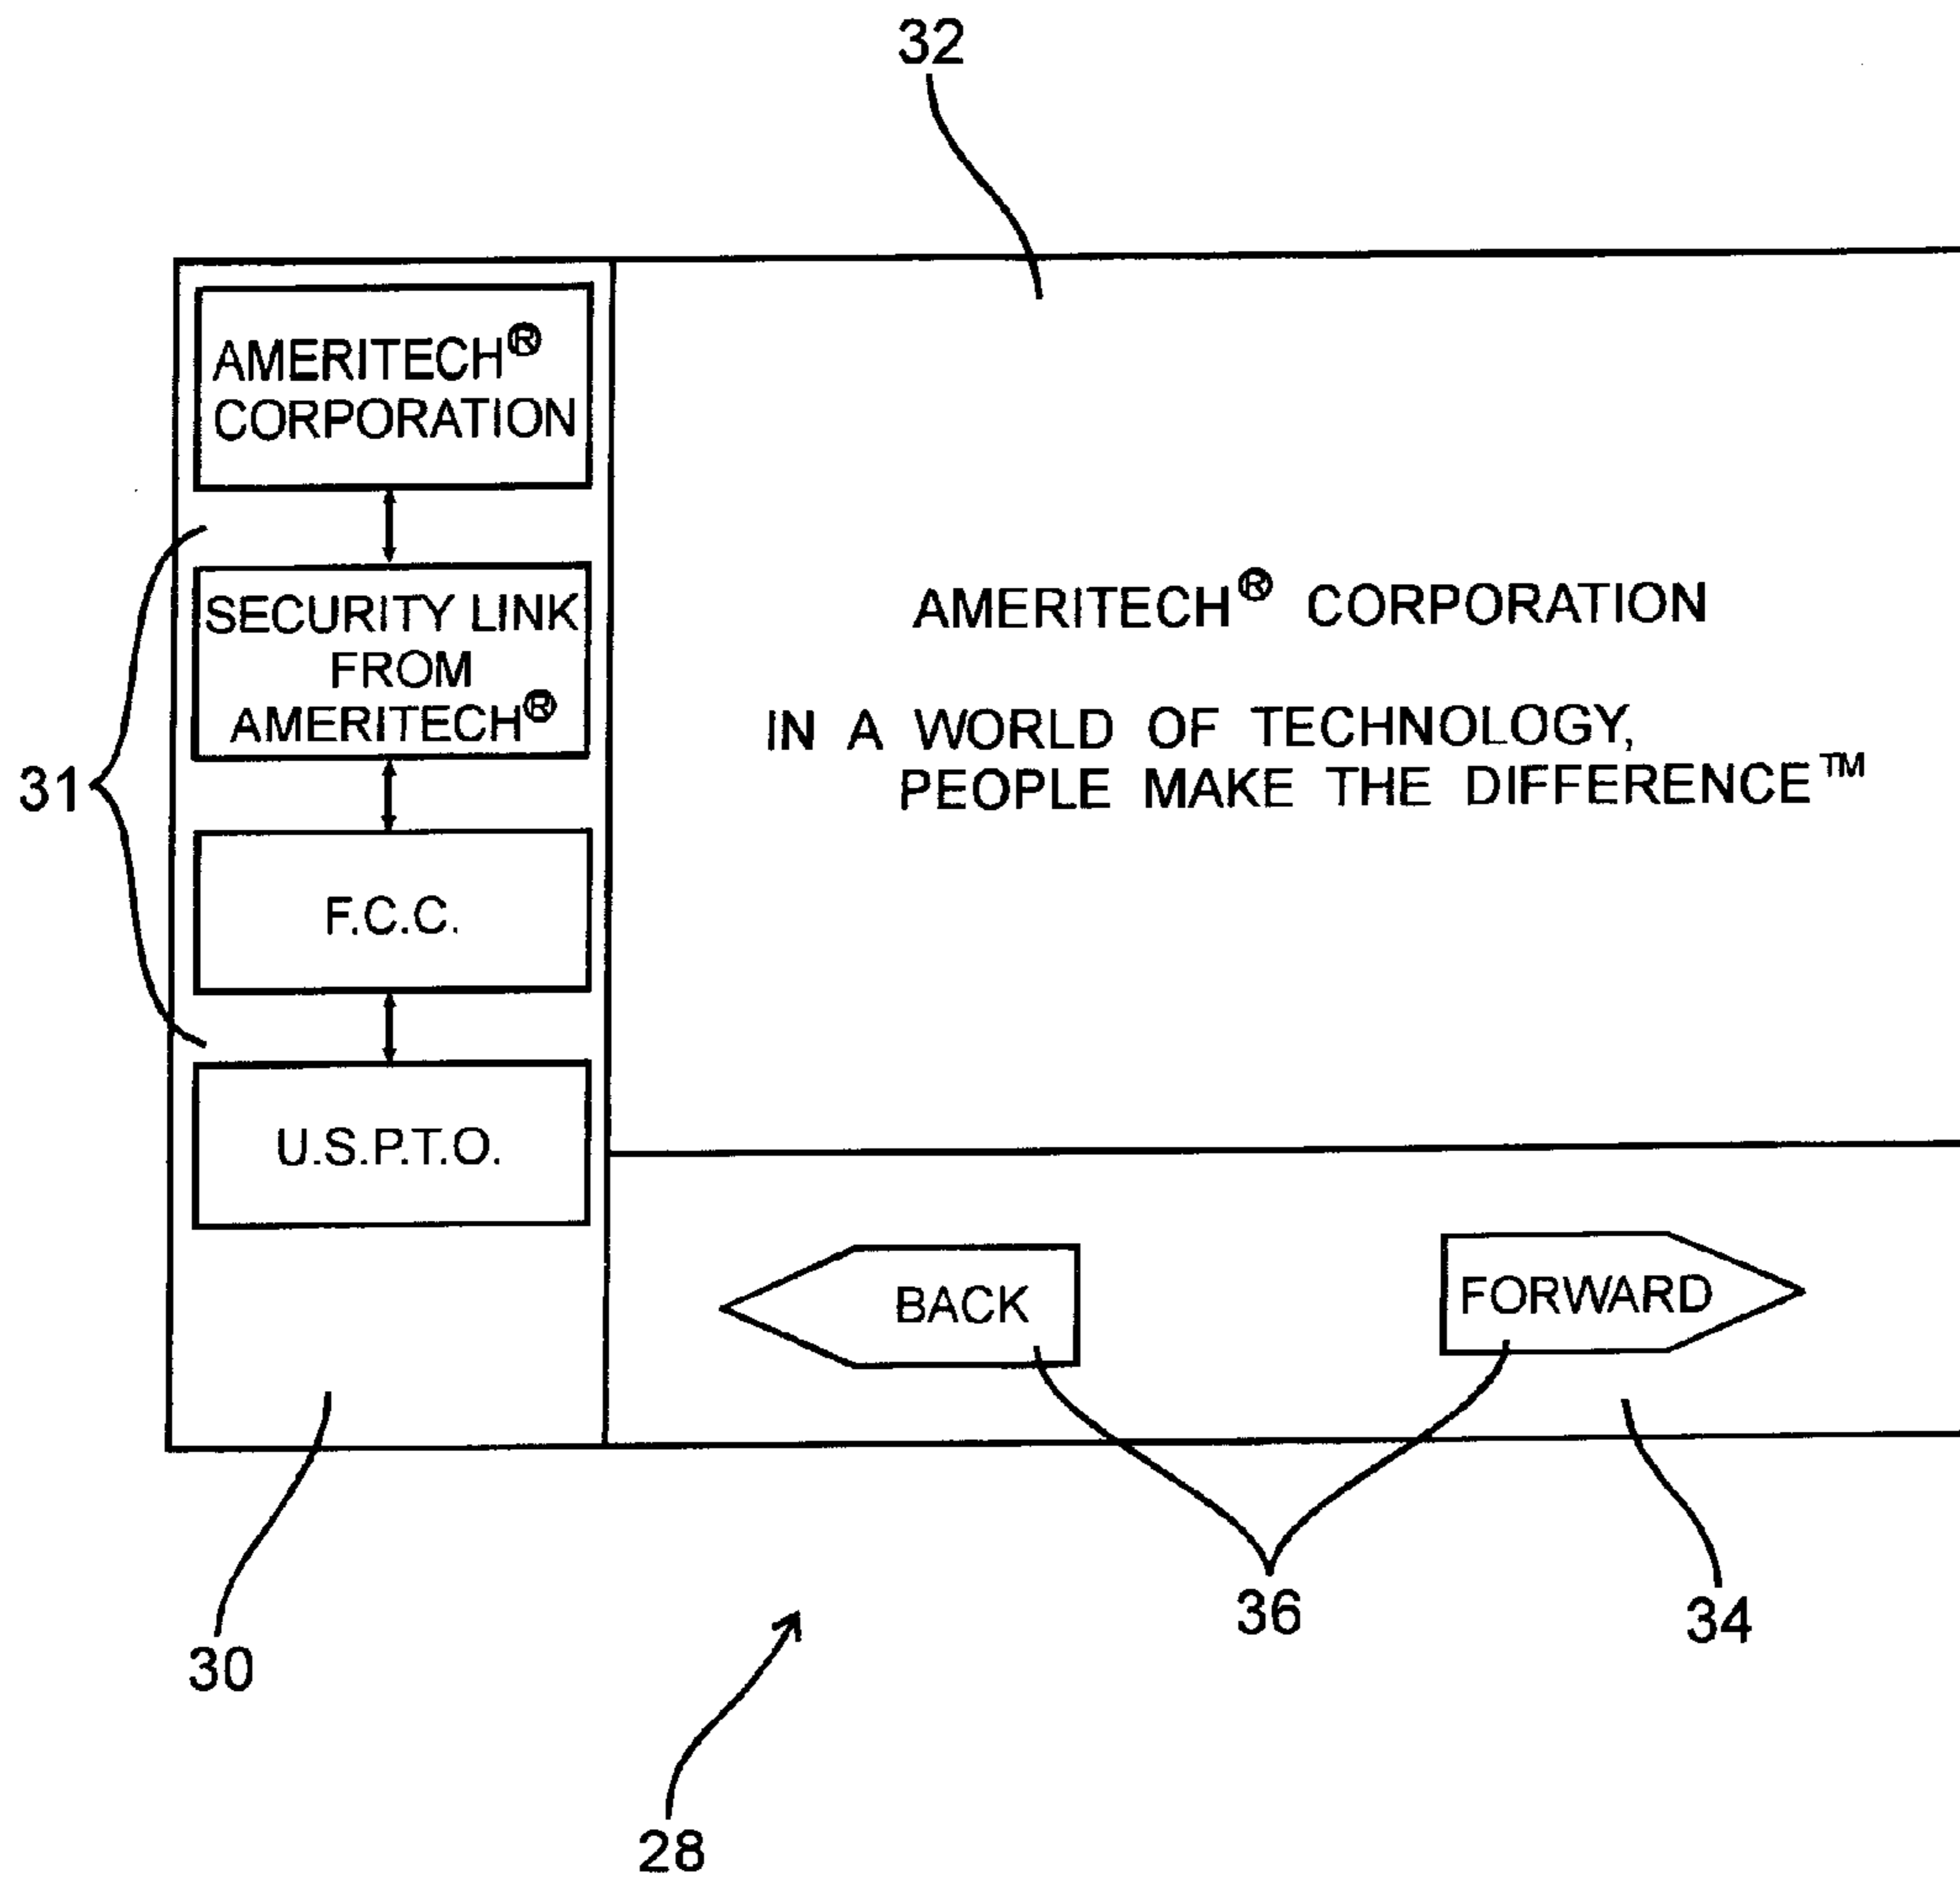 32
AMERITECH®
CORPORATION
SECURITY LINK
FROM
AMERITECH®
31
F.C.C.
U.S.P.T.O.
AMERITECH® CORPORATION
IN A WORLD OF TECHNOLOGY,
PEOPLE MAKE THE DIFFERENCE™
BACK
FORWARD
30
36
34
28